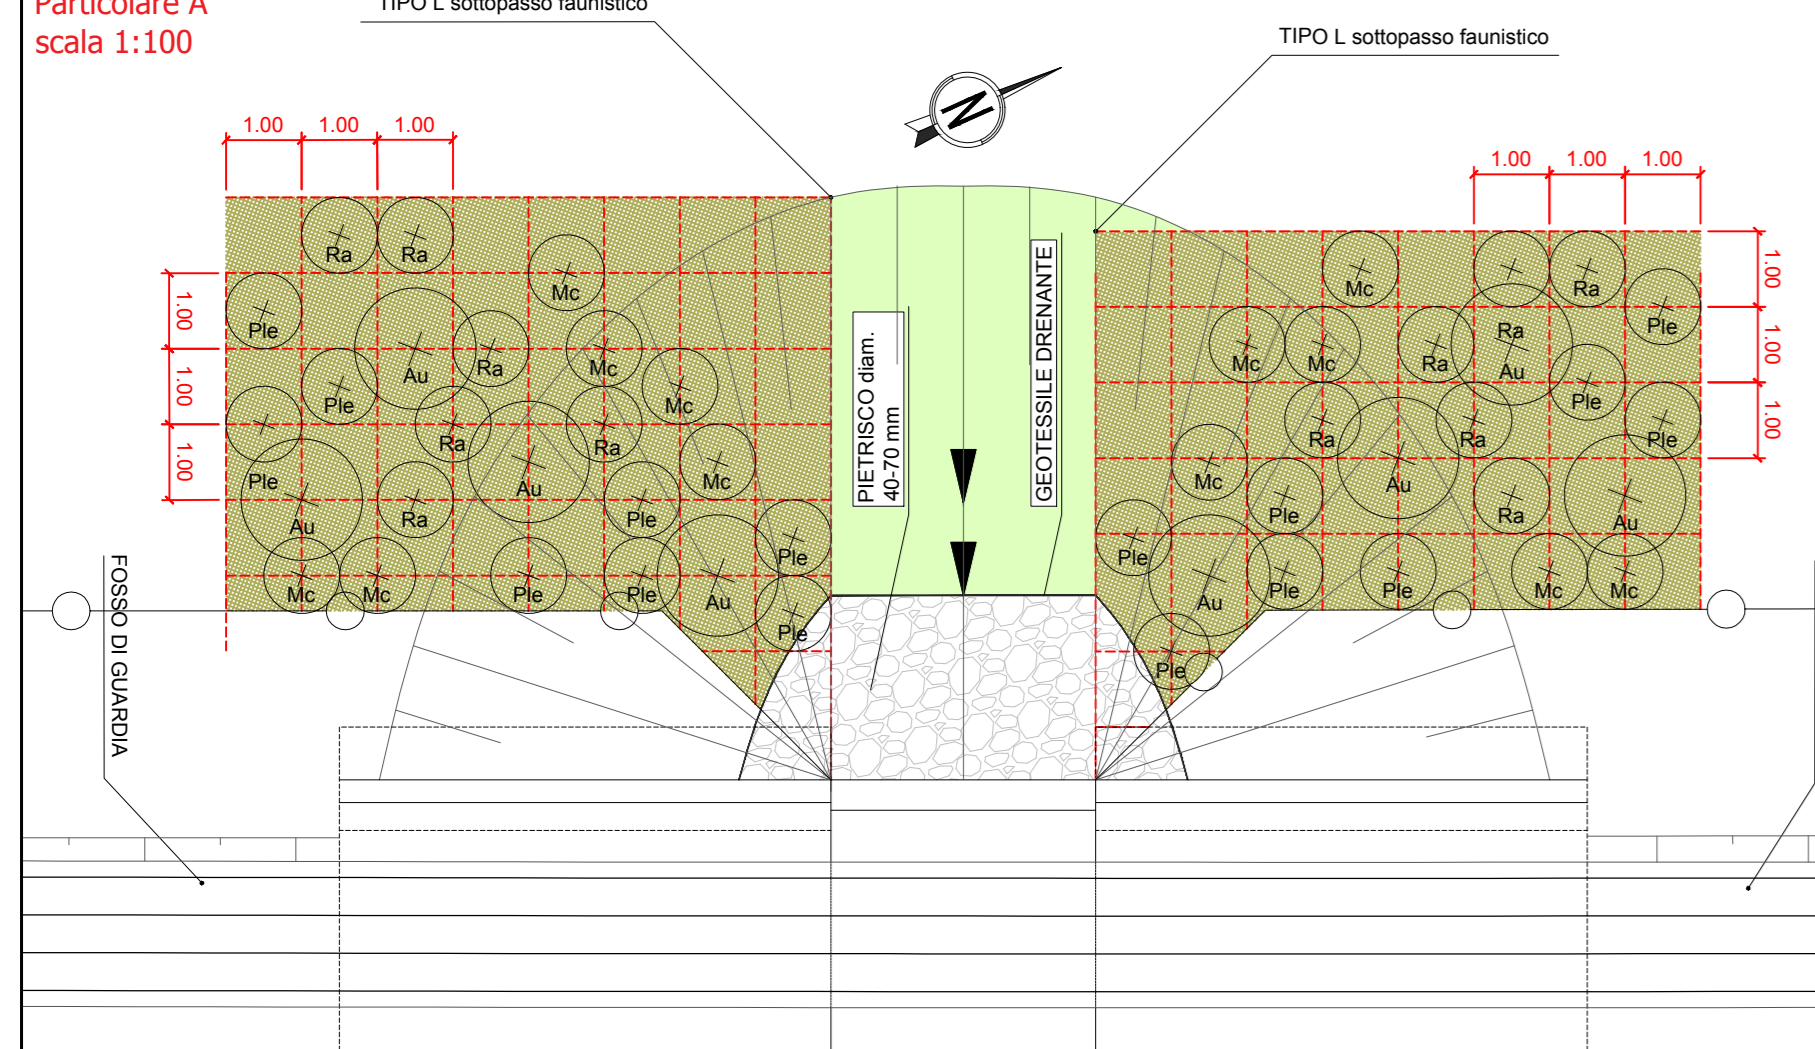 Particolare A
scala 1:100
TIPO L sottopasso faunistico
TIPO L sottopasso faunistico
N
1.00
1.00
1.00
1.00
1.00
1.00
1.00
1.00
1.00
1.00
1.00
1.00
Ra
Ra
Mc
Ple
Au
Ra
Mc
Ple
Mc
Ra
Ra
Ple
Au
Mc
Au
Ra
Ple
Ple
Au
Mc
Mc
Ple
Ple
Ple
PIETRISCO diam.
40-70 mm
GEOTESSILE DRENANTE
Mc
Ra
Ple
Mc
Mc
Ra
Ra
Au
Ple
Ra
Ra
Ple
Mc
Ple
Au
Ra
Au
Ple
Au
Ple
Ple
Mc
Mc
Ple
FOSSO DI GUARDIA